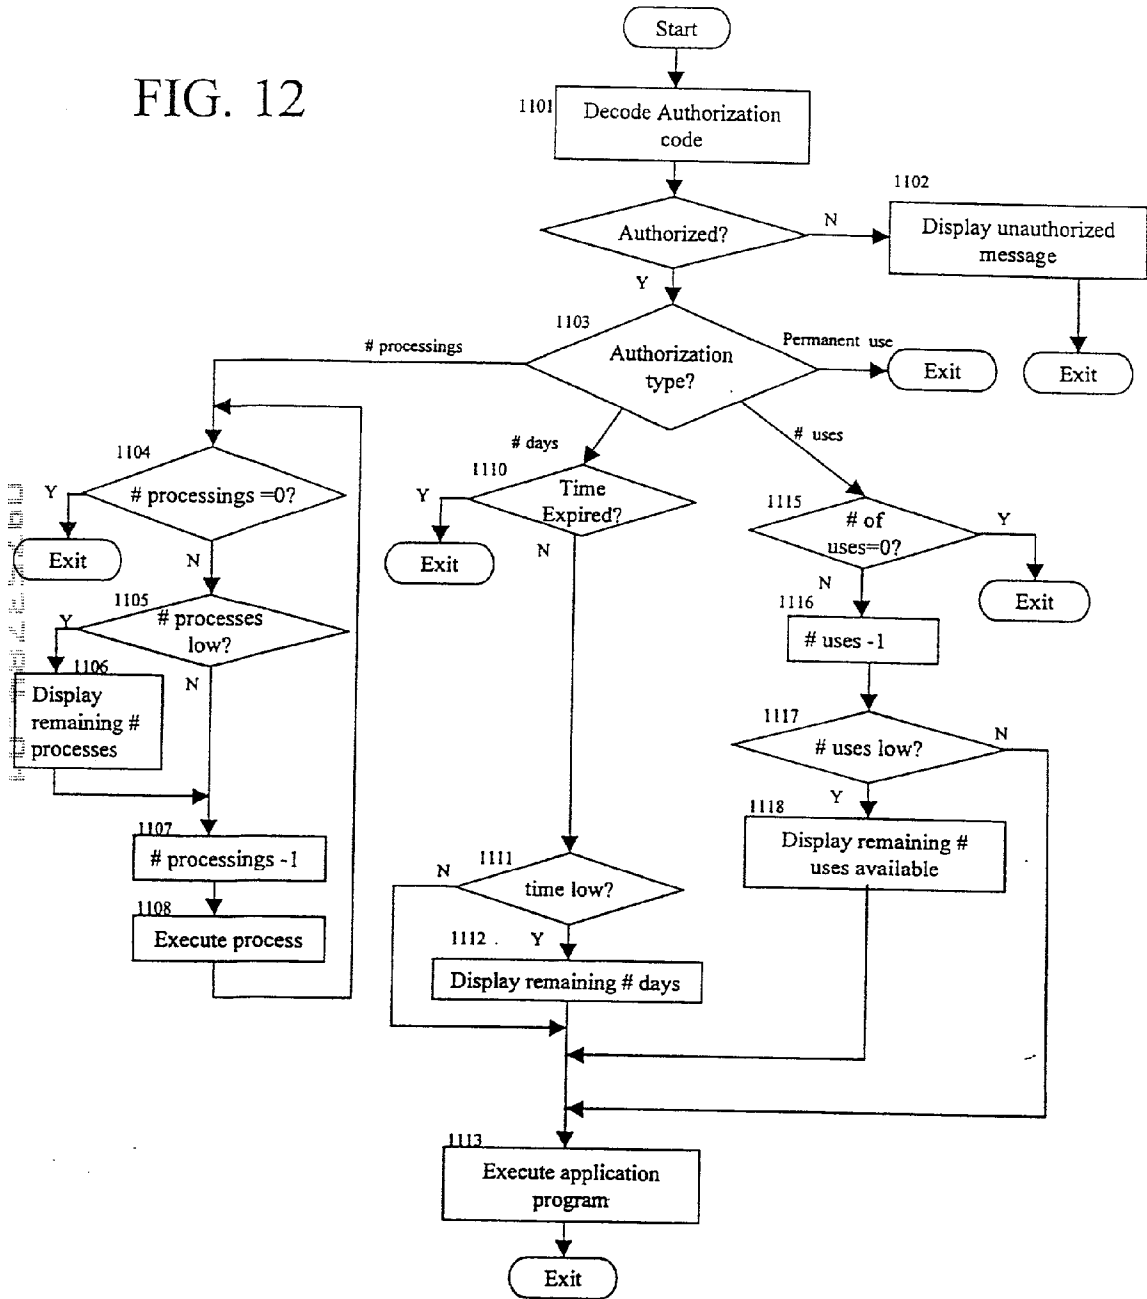 FIG. 12
Start
1101
Decode Authorization
code
1102
Authorized?
N
Display unauthorized
message
Y
1103
# processings
Authorization
type?
Permanent use
Exit
Exit
# days
# uses
1104
# processings =0?
Y
Exit
N
1110
Time
Expired?
Y
Exit
N
1115
# of
uses=0?
Y
Exit
N
1105
# processes
low?
Y
N
1106
Display
remaining #
processes
1116
# uses -1
1117
# uses low?
N
Y
1118
Display remaining #
uses available
1107
# processings -1
1108
Execute process
1111
time low?
N
Y
1112
Display remaining # days
1113
Execute application
program
Exit